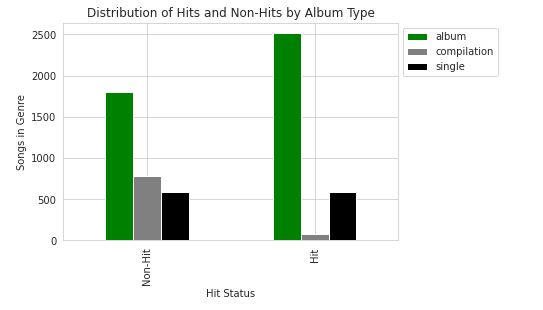 Distribution of Hits and Non-Hits by Album Type
album
compilation
single
Songs in Genre
2500
2000
1500
1000
500
0
Non-Hit
Hit
Hit Status